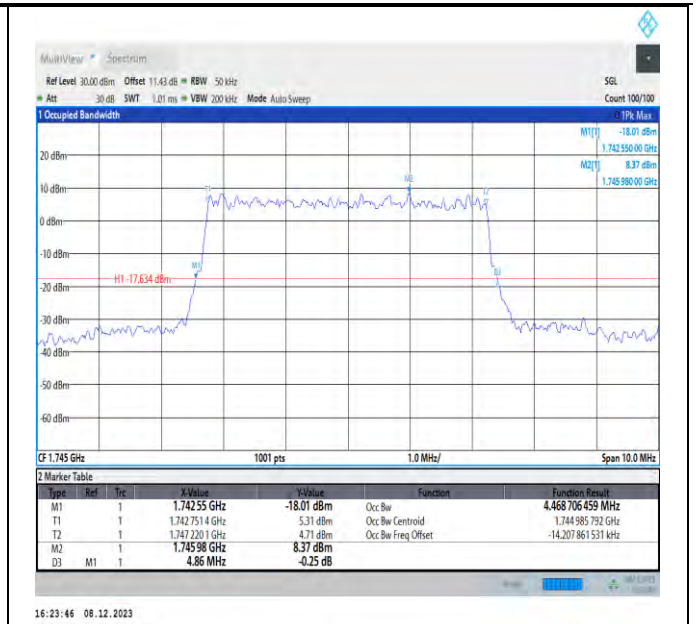 MultiView Spectrum
Ref Level 30.00 dBm Offset 11.43 dB RBW 50 kHz SGL
Att 30 dB SWT 1.01 ms VBW 200 kHz Mode Auto Sweep Count 100/100
1 Occupied Bandwidth 1Pk Max
M1[1] -18.01 dBm
1.742 550 00 GHz
M2[1] 8.37 dBm
1.745 980 00 GHz
20 dBm
10 dBm
T1 M2 T2
0 dBm
-10 dBm
M1 D3
H1 -17.634 dBm
-20 dBm
-30 dBm
-40 dBm
-50 dBm
-60 dBm
CF 1.745 GHz 1001 pts 1.0 MHz/ Span 10.0 MHz
2 Marker Table
Type Ref Trc X-Value Y-Value Function Function Result
M1 1 1.742 55 GHz -18.01 dBm Occ Bw 4.468 706 459 MHz
T1 1 1.742 751 4 GHz 5.31 dBm Occ Bw Centroid 1.744 985 792 GHz
T2 1 1.747 220 1 GHz 4.71 dBm Occ Bw Freq Offset -14.207 861 531 kHz
M2 1 1.745 98 GHz 8.37 dBm
D3 M1 1 4.86 MHz -0.25 dB
16:23:46 08.12.2023